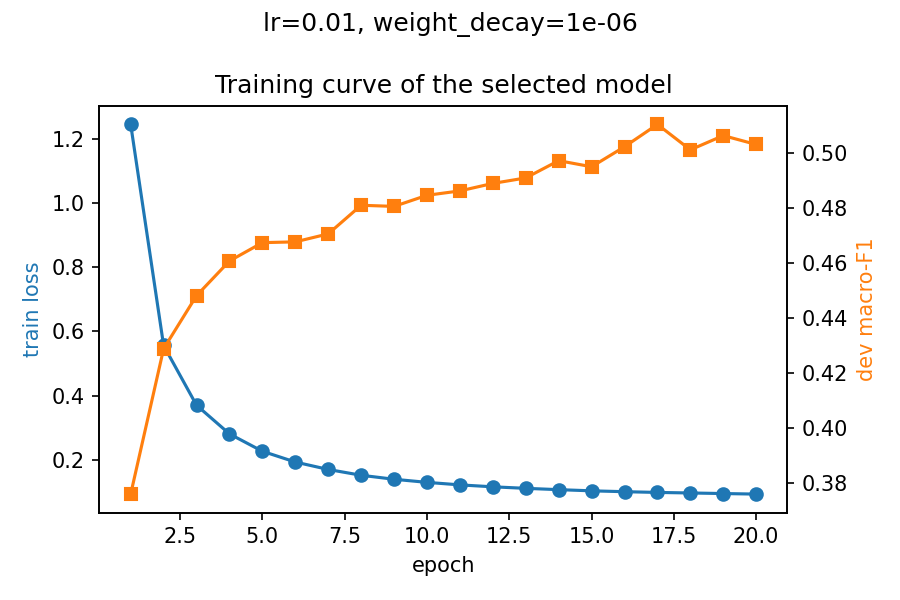 lr=0.01, weight_decay=1e-06
Training curve of the selected model
1.2
1.0
0.8
0.6
0.4
0.2
train loss
0.50
0.48
0.46
0.44
0.42
0.40
0.38
dev macro-F1
2.5 5.0 7.5 10.0 12.5 15.0 17.5 20.0
epoch